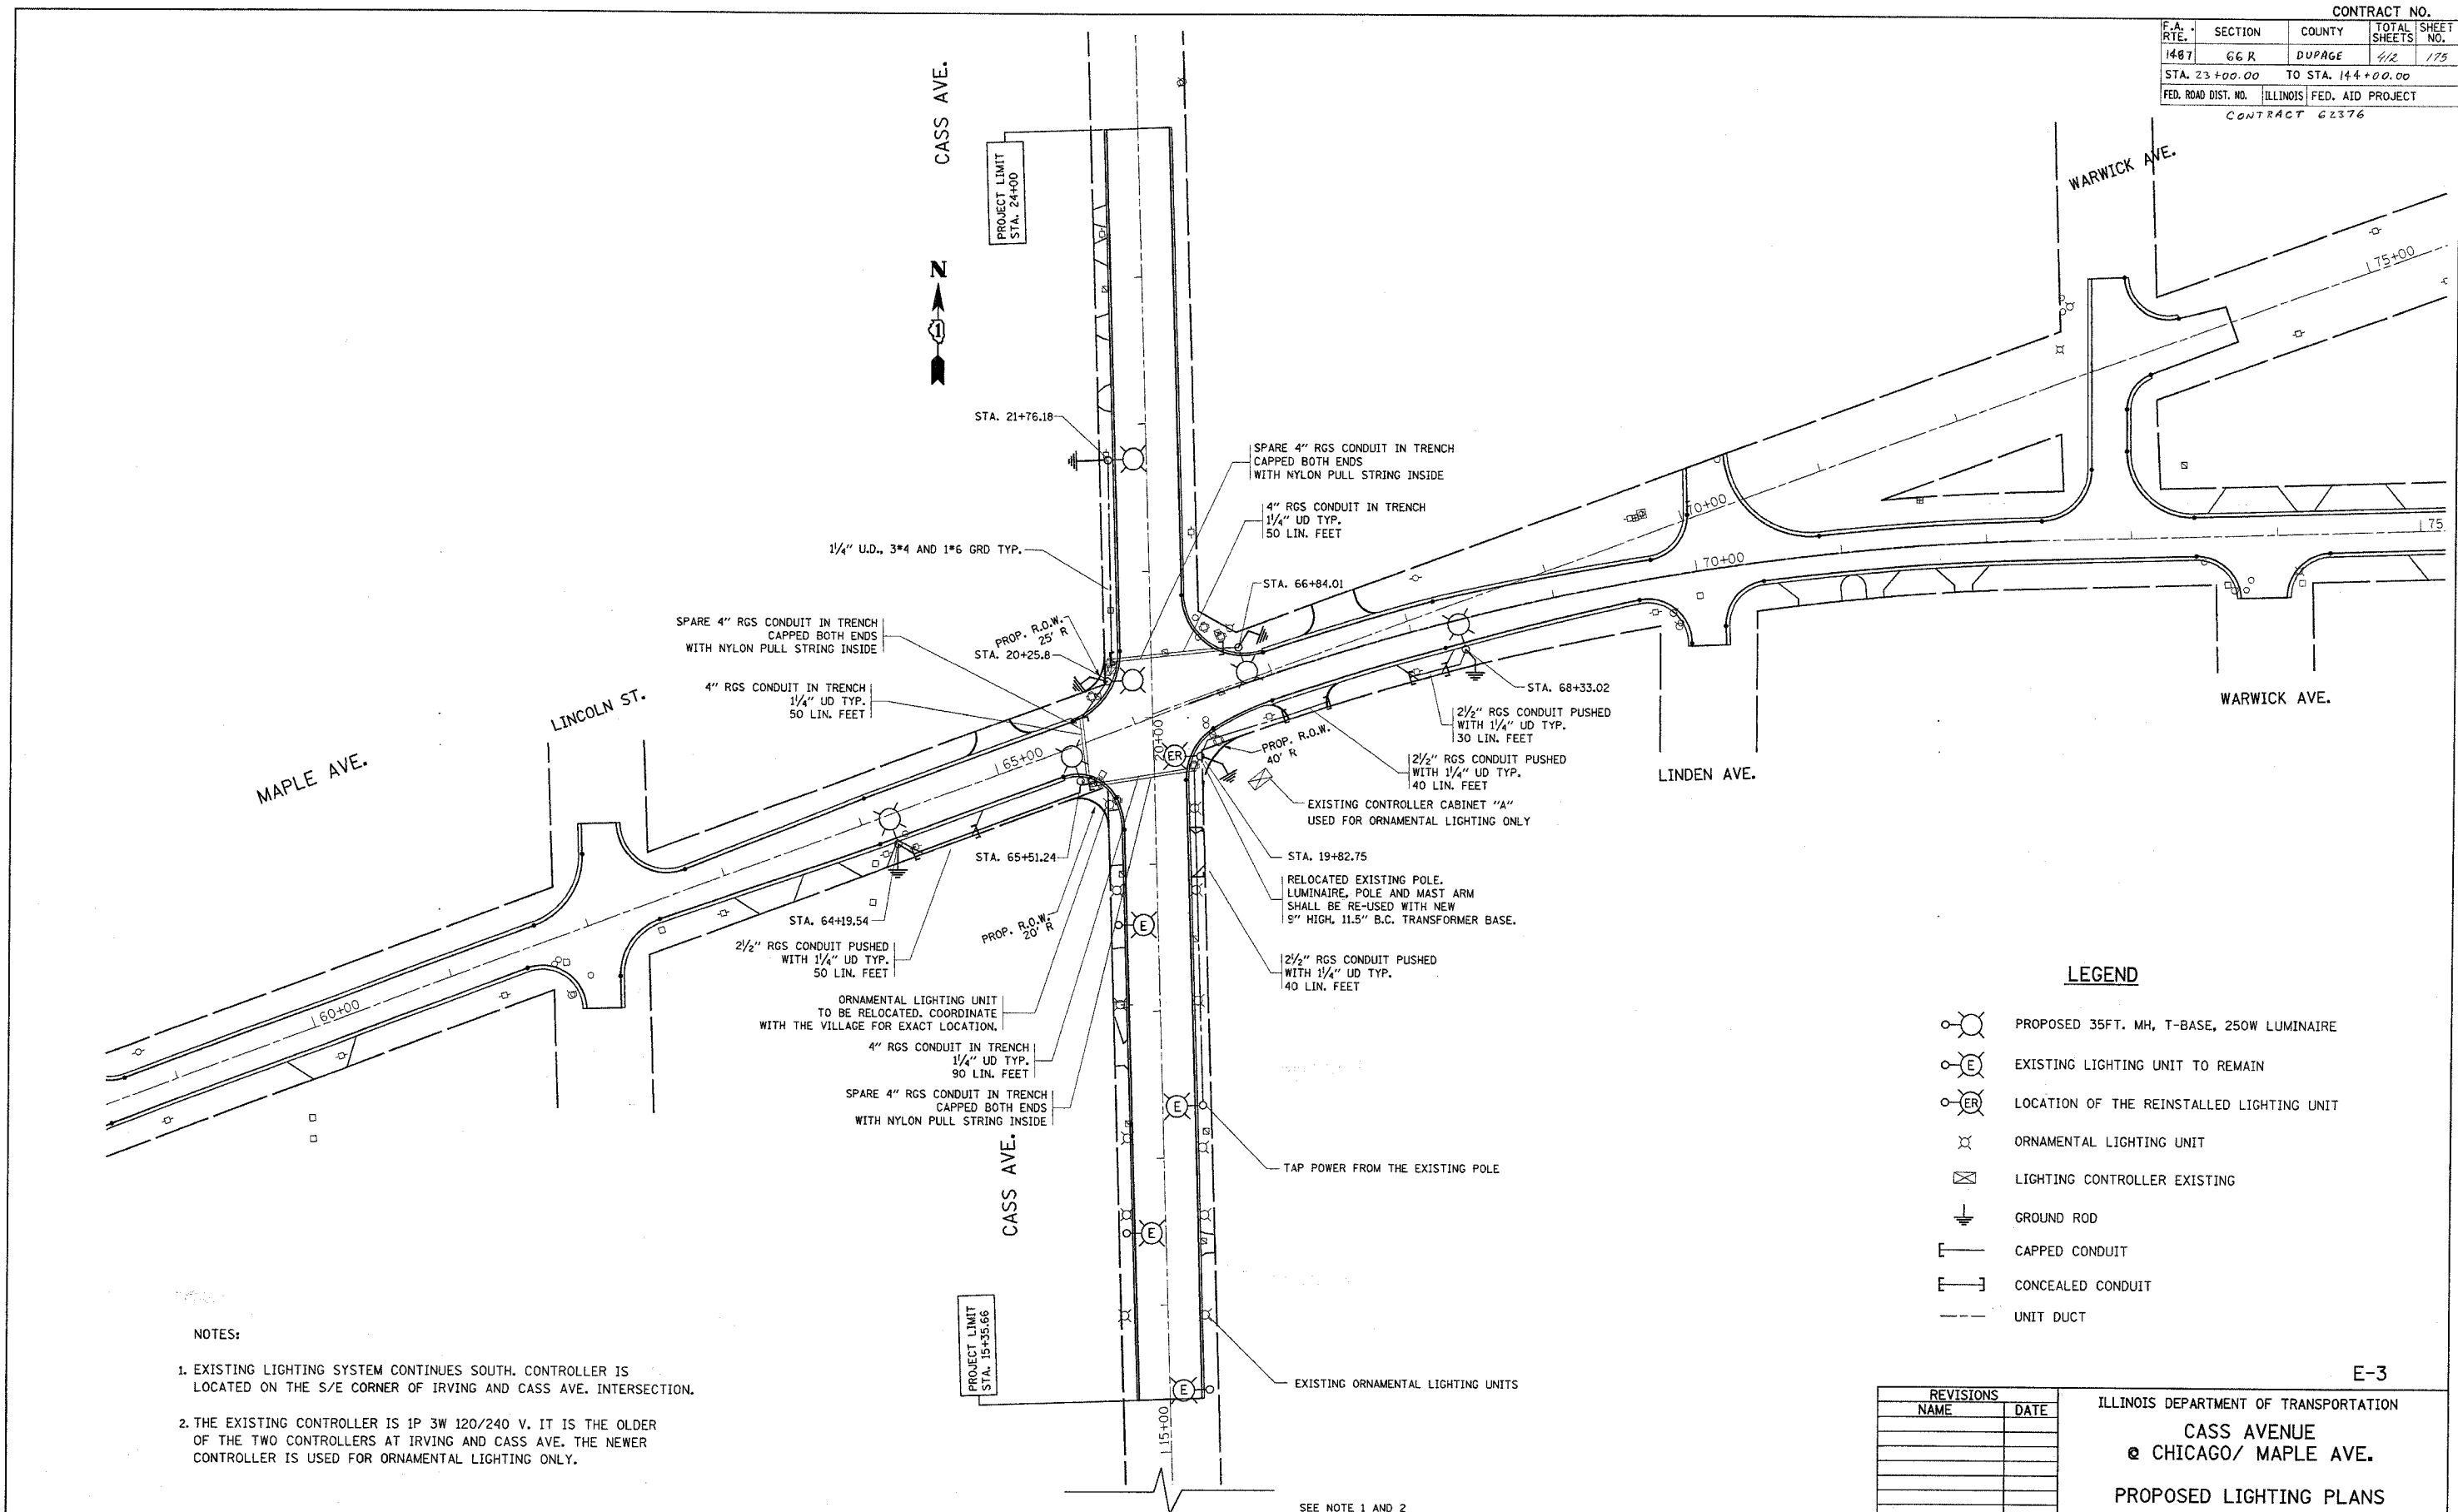 CONTRACT NO.
F.A. RTE. SECTION COUNTY TOTAL SHEETS SHEET NO.
1487 66 R DUPAGE 412 175
STA. 23+00.00 TO STA. 144+00.00
FED. ROAD DIST. NO. ILLINOIS FED. AID PROJECT
CONTRACT 62376
CASS AVE.
PROJECT LIMIT
STA. 24+00
N
1
WARWICK AVE.
75+00
STA. 21+76.18
SPARE 4" RGS CONDUIT IN TRENCH
CAPPED BOTH ENDS
WITH NYLON PULL STRING INSIDE
4" RGS CONDUIT IN TRENCH
1¼" UD TYP.
50 LIN. FEET
70+00
75
1¼" U.D., 3#4 AND 1#6 GRD TYP.
70+00
STA. 66+84.01
SPARE 4" RGS CONDUIT IN TRENCH
CAPPED BOTH ENDS
WITH NYLON PULL STRING INSIDE
PROP. R.O.W.
25' R
STA. 20+25.8
4" RGS CONDUIT IN TRENCH
1¼" UD TYP.
50 LIN. FEET
STA. 68+33.02
WARWICK AVE.
LINCOLN ST.
2½" RGS CONDUIT PUSHED
WITH 1¼" UD TYP.
30 LIN. FEET
MAPLE AVE.
65+00
20+00
ER
PROP. R.O.W.
40' R
2½" RGS CONDUIT PUSHED
WITH 1¼" UD TYP.
40 LIN. FEET
LINDEN AVE.
EXISTING CONTROLLER CABINET "A"
USED FOR ORNAMENTAL LIGHTING ONLY
STA. 65+51.24
STA. 19+82.75
RELOCATED EXISTING POLE.
LUMINAIRE, POLE AND MAST ARM
SHALL BE RE-USED WITH NEW
9" HIGH, 11.5" B.C. TRANSFORMER BASE.
STA. 64+19.54
PROP. R.O.W.
20' R
E
2½" RGS CONDUIT PUSHED
WITH 1¼" UD TYP.
50 LIN. FEET
2½" RGS CONDUIT PUSHED
WITH 1¼" UD TYP.
40 LIN. FEET
60+00
ORNAMENTAL LIGHTING UNIT
TO BE RELOCATED. COORDINATE
WITH THE VILLAGE FOR EXACT LOCATION.
4" RGS CONDUIT IN TRENCH
1¼" UD TYP.
90 LIN. FEET
SPARE 4" RGS CONDUIT IN TRENCH
CAPPED BOTH ENDS
WITH NYLON PULL STRING INSIDE
E
CASS AVE.
TAP POWER FROM THE EXISTING POLE
E
PROJECT LIMIT
STA. 15+35.66
E
EXISTING ORNAMENTAL LIGHTING UNITS
15+00
SEE NOTE 1 AND 2
LEGEND
PROPOSED 35FT. MH, T-BASE, 250W LUMINAIRE
E EXISTING LIGHTING UNIT TO REMAIN
ER LOCATION OF THE REINSTALLED LIGHTING UNIT
ORNAMENTAL LIGHTING UNIT
LIGHTING CONTROLLER EXISTING
GROUND ROD
CAPPED CONDUIT
CONCEALED CONDUIT
UNIT DUCT
NOTES:
1. EXISTING LIGHTING SYSTEM CONTINUES SOUTH. CONTROLLER IS
LOCATED ON THE S/E CORNER OF IRVING AND CASS AVE. INTERSECTION.
2. THE EXISTING CONTROLLER IS 1P 3W 120/240 V. IT IS THE OLDER
OF THE TWO CONTROLLERS AT IRVING AND CASS AVE. THE NEWER
CONTROLLER IS USED FOR ORNAMENTAL LIGHTING ONLY.
E-3
REVISIONS
NAME DATE
ILLINOIS DEPARTMENT OF TRANSPORTATION
CASS AVENUE
@ CHICAGO/ MAPLE AVE.
PROPOSED LIGHTING PLANS